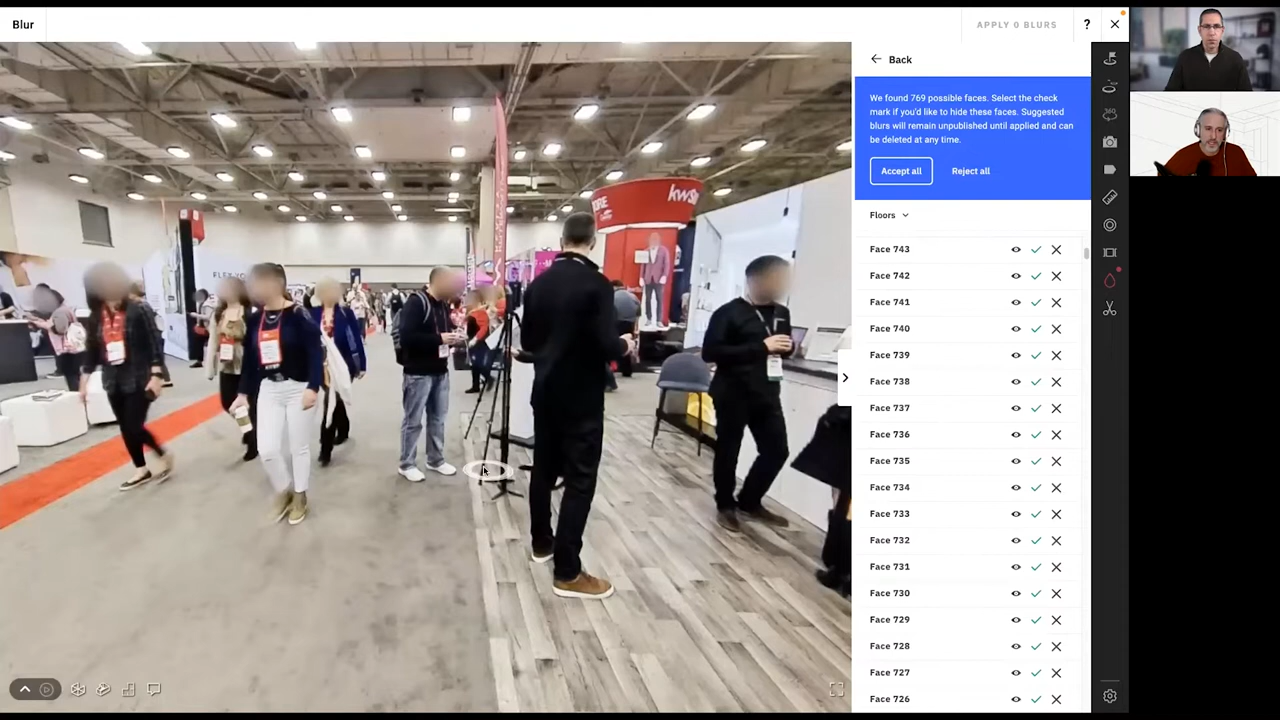 Blur
APPLY 0 BLURS
?
Back
We found 769 possible faces. Select the check
mark if you'd like to hide these faces. Suggested
blurs will remain unpublished until applied and can
be deleted at any time.
Accept all
Reject all
Floors
Face 743
Face 742
Face 741
Face 740
Face 739
Face 738
Face 737
Face 736
Face 735
Face 734
Face 733
Face 732
Face 731
Face 730
Face 729
Face 728
Face 727
Face 726
kw
FLEX
360